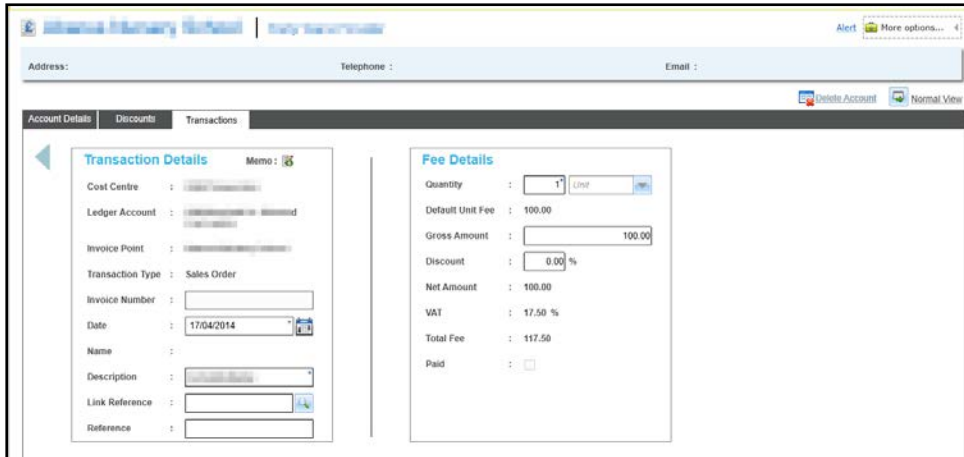 Alert More options...
Address: Telephone : Email :
Delete Account Normal View
Account Details Discounts Transactions
Transaction Details Memo :
Cost Centre :
Ledger Account :
Invoice Point :
Transaction Type : Sales Order
Invoice Number :
Date : 17/04/2014 *
Name :
Description : *
Link Reference :
Reference :
Fee Details
Quantity : 1* Unit
Default Unit Fee : 100.00
Gross Amount : 100.00
Discount : 0.00 %
Net Amount : 100.00
VAT : 17.50 %
Total Fee : 117.50
Paid :